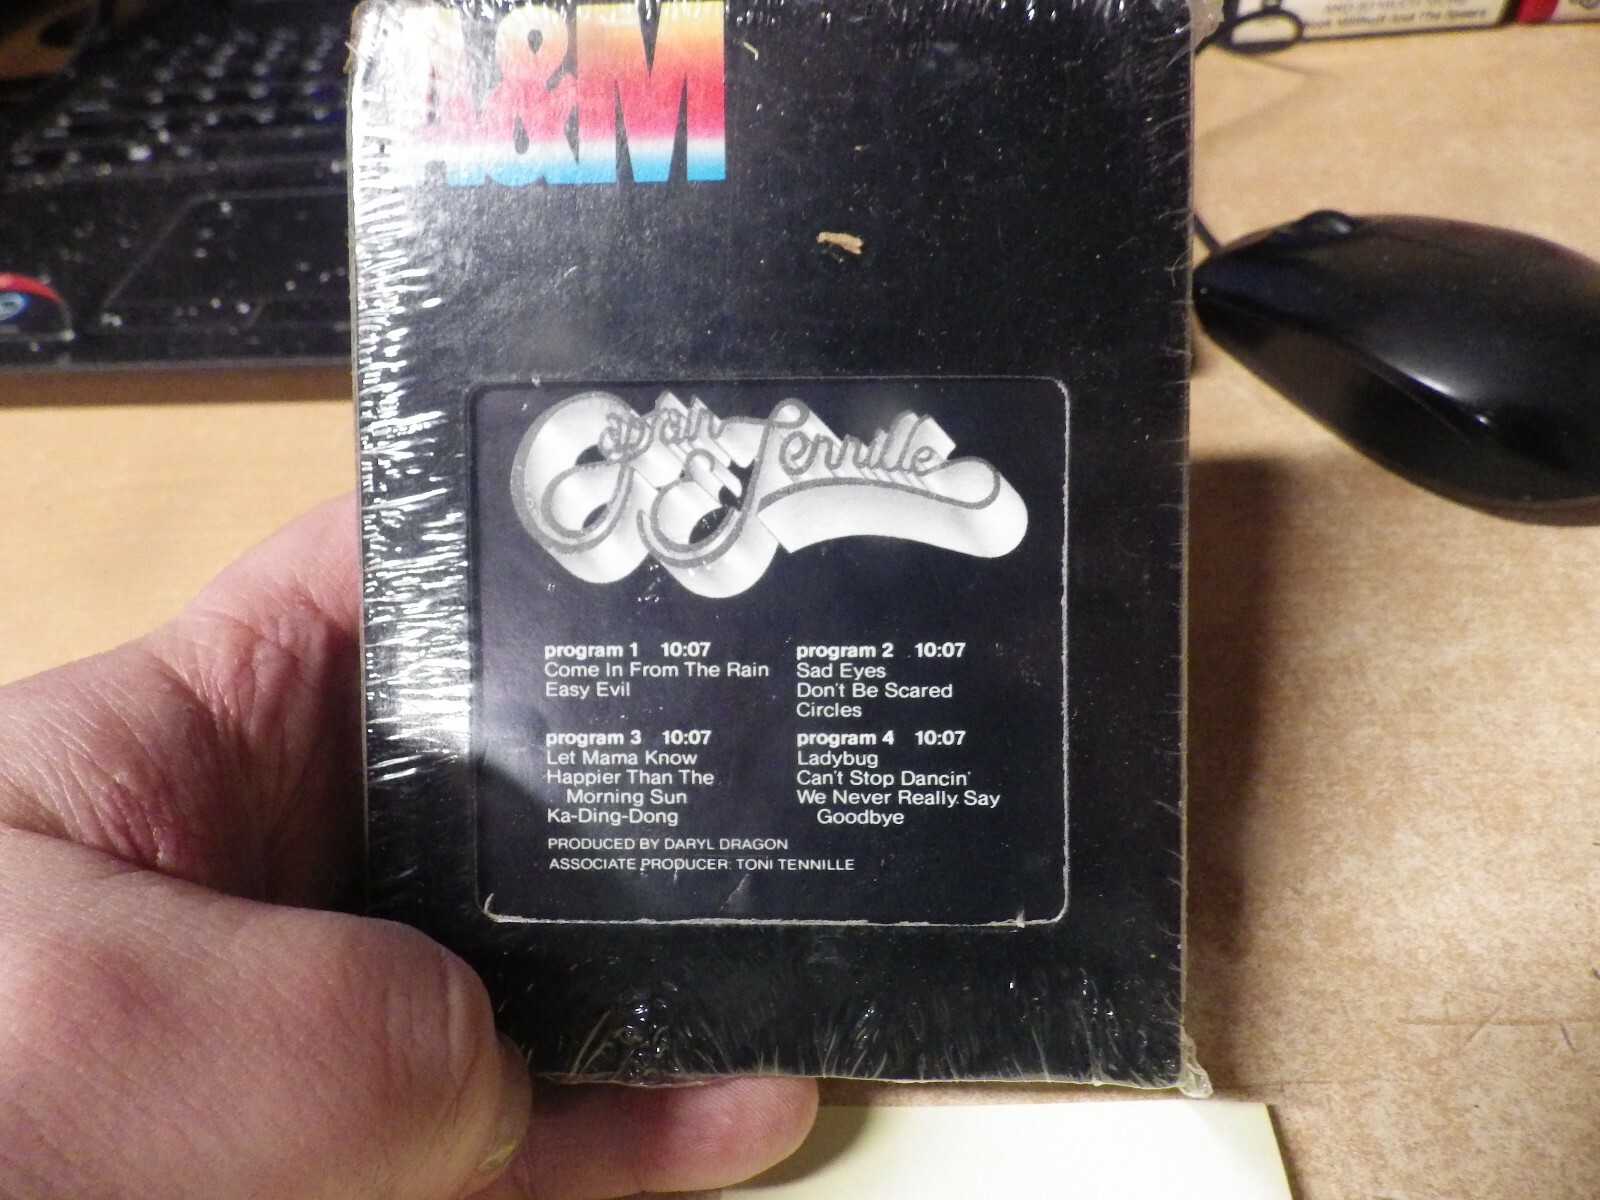 A&M
Captain & Tennille
program 1 10:07
Come In From The Rain
Easy Evil
program 2 10:07
Sad Eyes
Don't Be Scared
Circles
program 3 10:07
Let Mama Know
Happier Than The
Morning Sun
Ka-Ding-Dong
program 4 10:07
Ladybug
Can't Stop Dancin'
We Never Really Say
Goodbye
PRODUCED BY DARYL DRAGON
ASSOCIATE PRODUCER: TONI TENNILLE